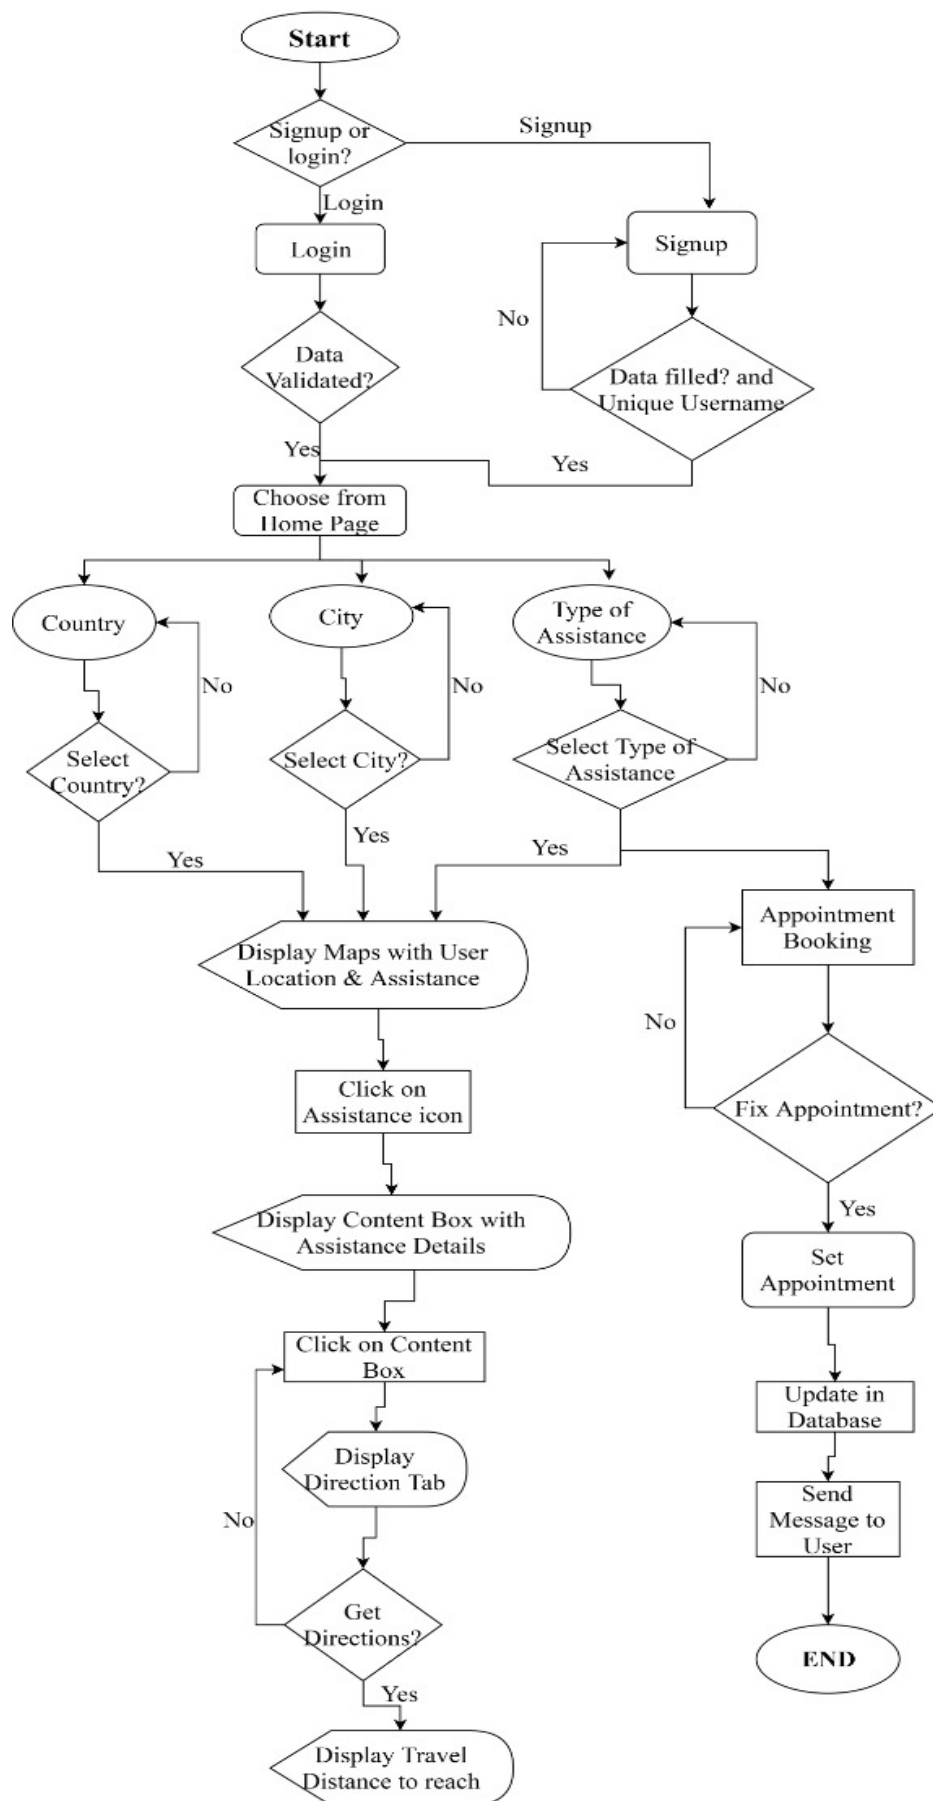 Start
Signup or
login?
Signup
Login
Login
Signup
No
Data
Validated?
Data filled? and
Unique Username
Yes
Yes
Choose from
Home Page
Country
City
Type of
Assistance
No
No
No
Select
Country?
Select City?
Select Type of
Assistance
Yes
Yes
Yes
Appointment
Booking
Display Maps with User
Location & Assistance
No
Click on
Assistance icon
Fix Appointment?
Yes
Display Content Box with
Assistance Details
Set
Appointment
Click on Content
Box
Update in
Database
Display
Direction Tab
No
Send
Message to
User
Get
Directions?
END
Yes
Display Travel
Distance to reach